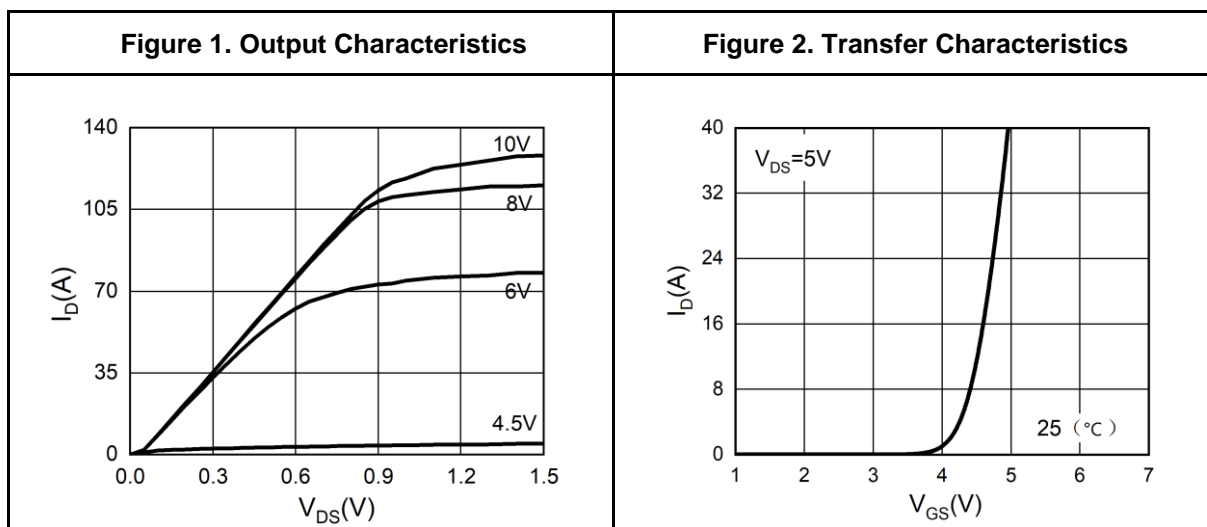 Figure 1. Output Characteristics
140
105
70
35
0
10V
8V
6V
4.5V
0.0 0.3 0.6 0.9 1.2 1.5
I_D(A)
V_DS(V)
Figure 2. Transfer Characteristics
40
32
24
16
8
0
V_DS=5V
25（℃）
1 2 3 4 5 6 7
I_D(A)
V_GS(V)